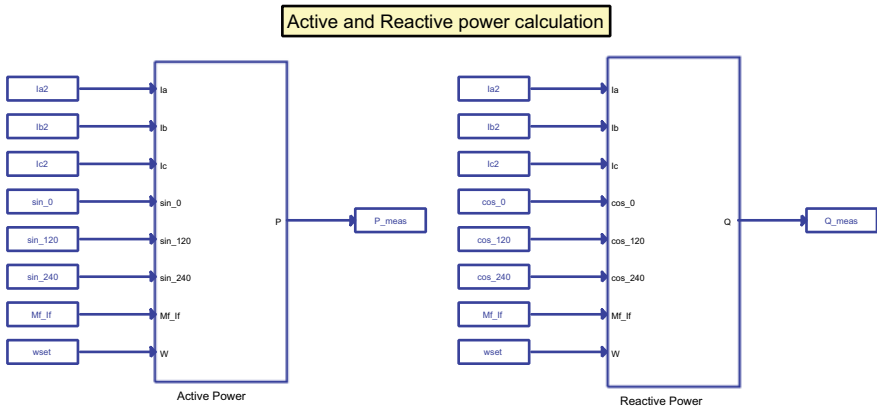 Active and Reactive power calculation
Ia2
Ia
Ib2
Ib
Ic2
Ic
sin_0
sin_0
sin_120
sin_120
sin_240
sin_240
Mf_If
Mf_If
wset
W
P
P_meas
Active Power
Ia2
Ia
Ib2
Ib
Ic2
Ic
cos_0
cos_0
cos_120
cos_120
cos_240
cos_240
Mf_If
Mf_If
wset
W
Q
Q_meas
Reactive Power